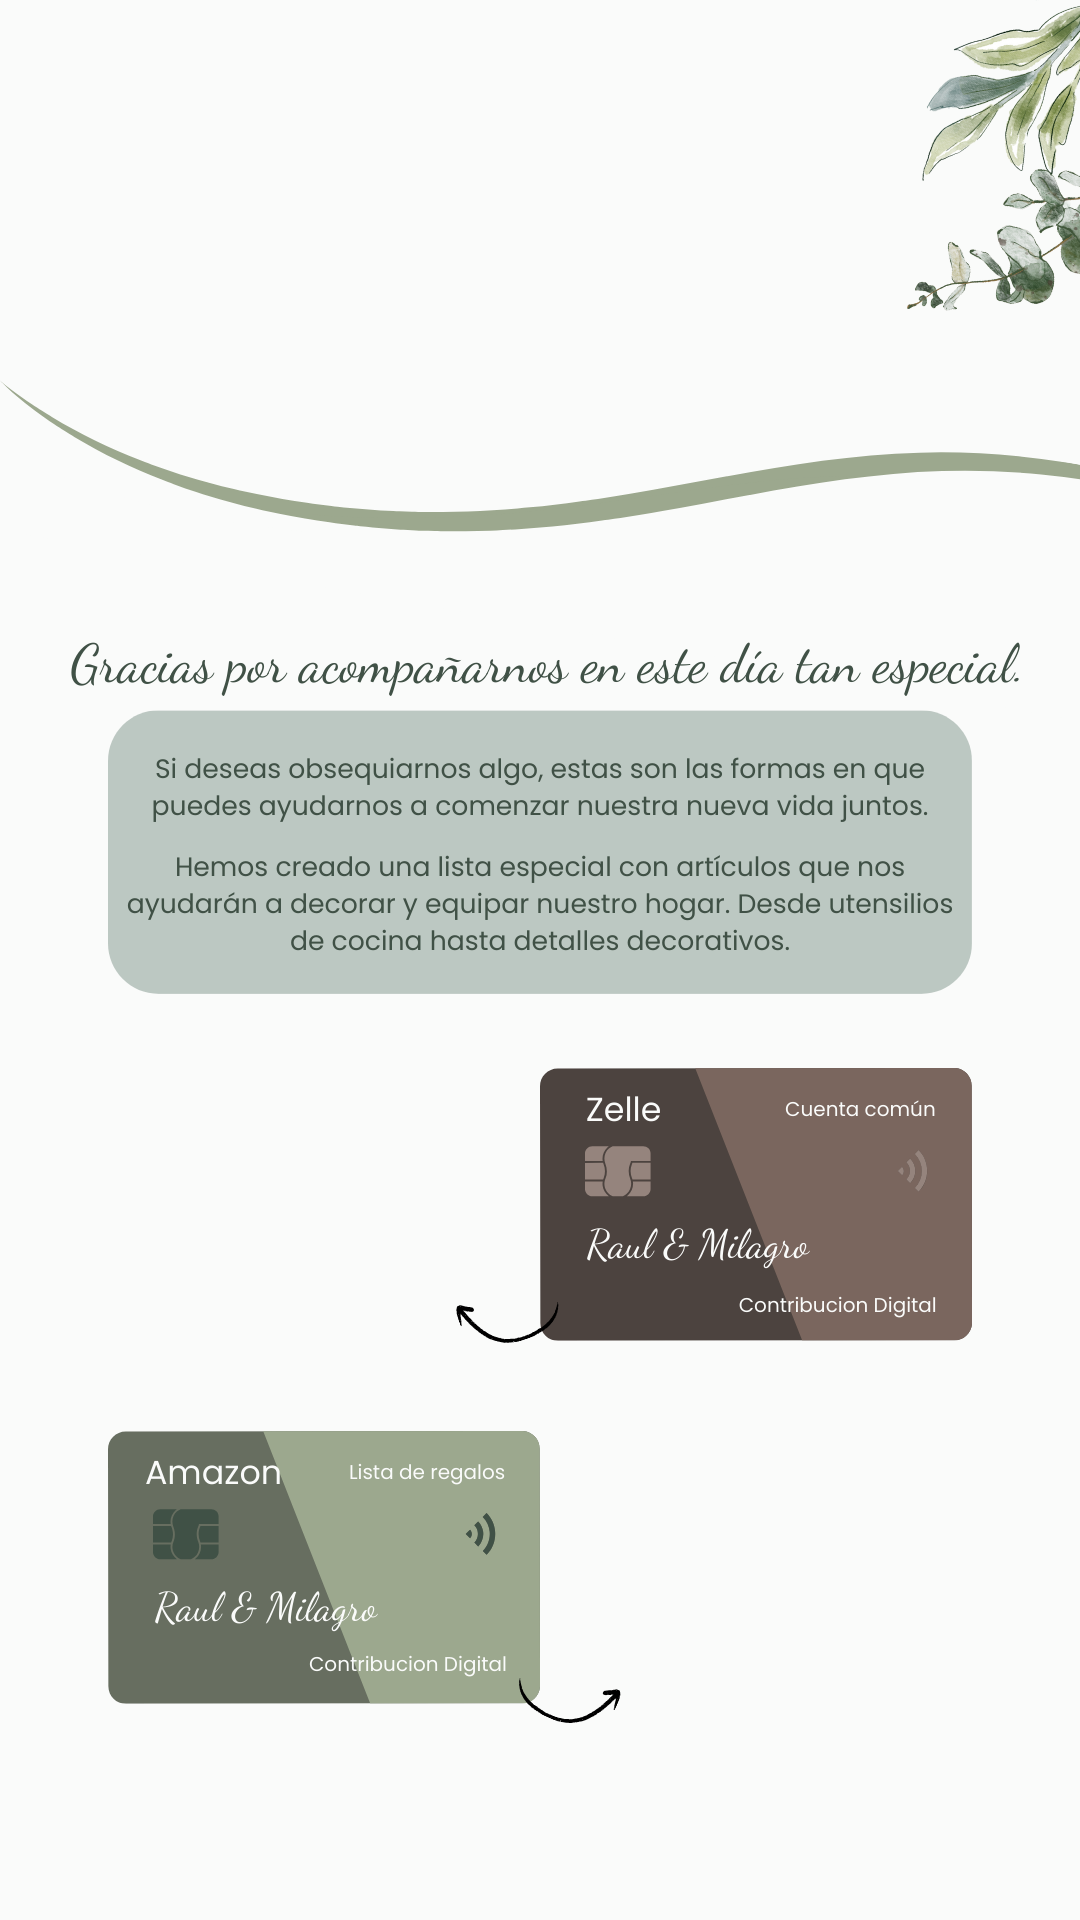 Gracias por acompañarnos en este día tan especial.
Si deseas obsequiarnos algo, estas son las formas en que
puedes ayudarnos a comenzar nuestra nueva vida juntos.
Hemos creado una lista especial con artículos que nos
ayudarán a decorar y equipar nuestro hogar. Desde utensilios
de cocina hasta detalles decorativos.
Zelle
Cuenta común
Raul & Milagro
Contribucion Digital
Amazon
Lista de regalos
Raul & Milagro
Contribucion Digital